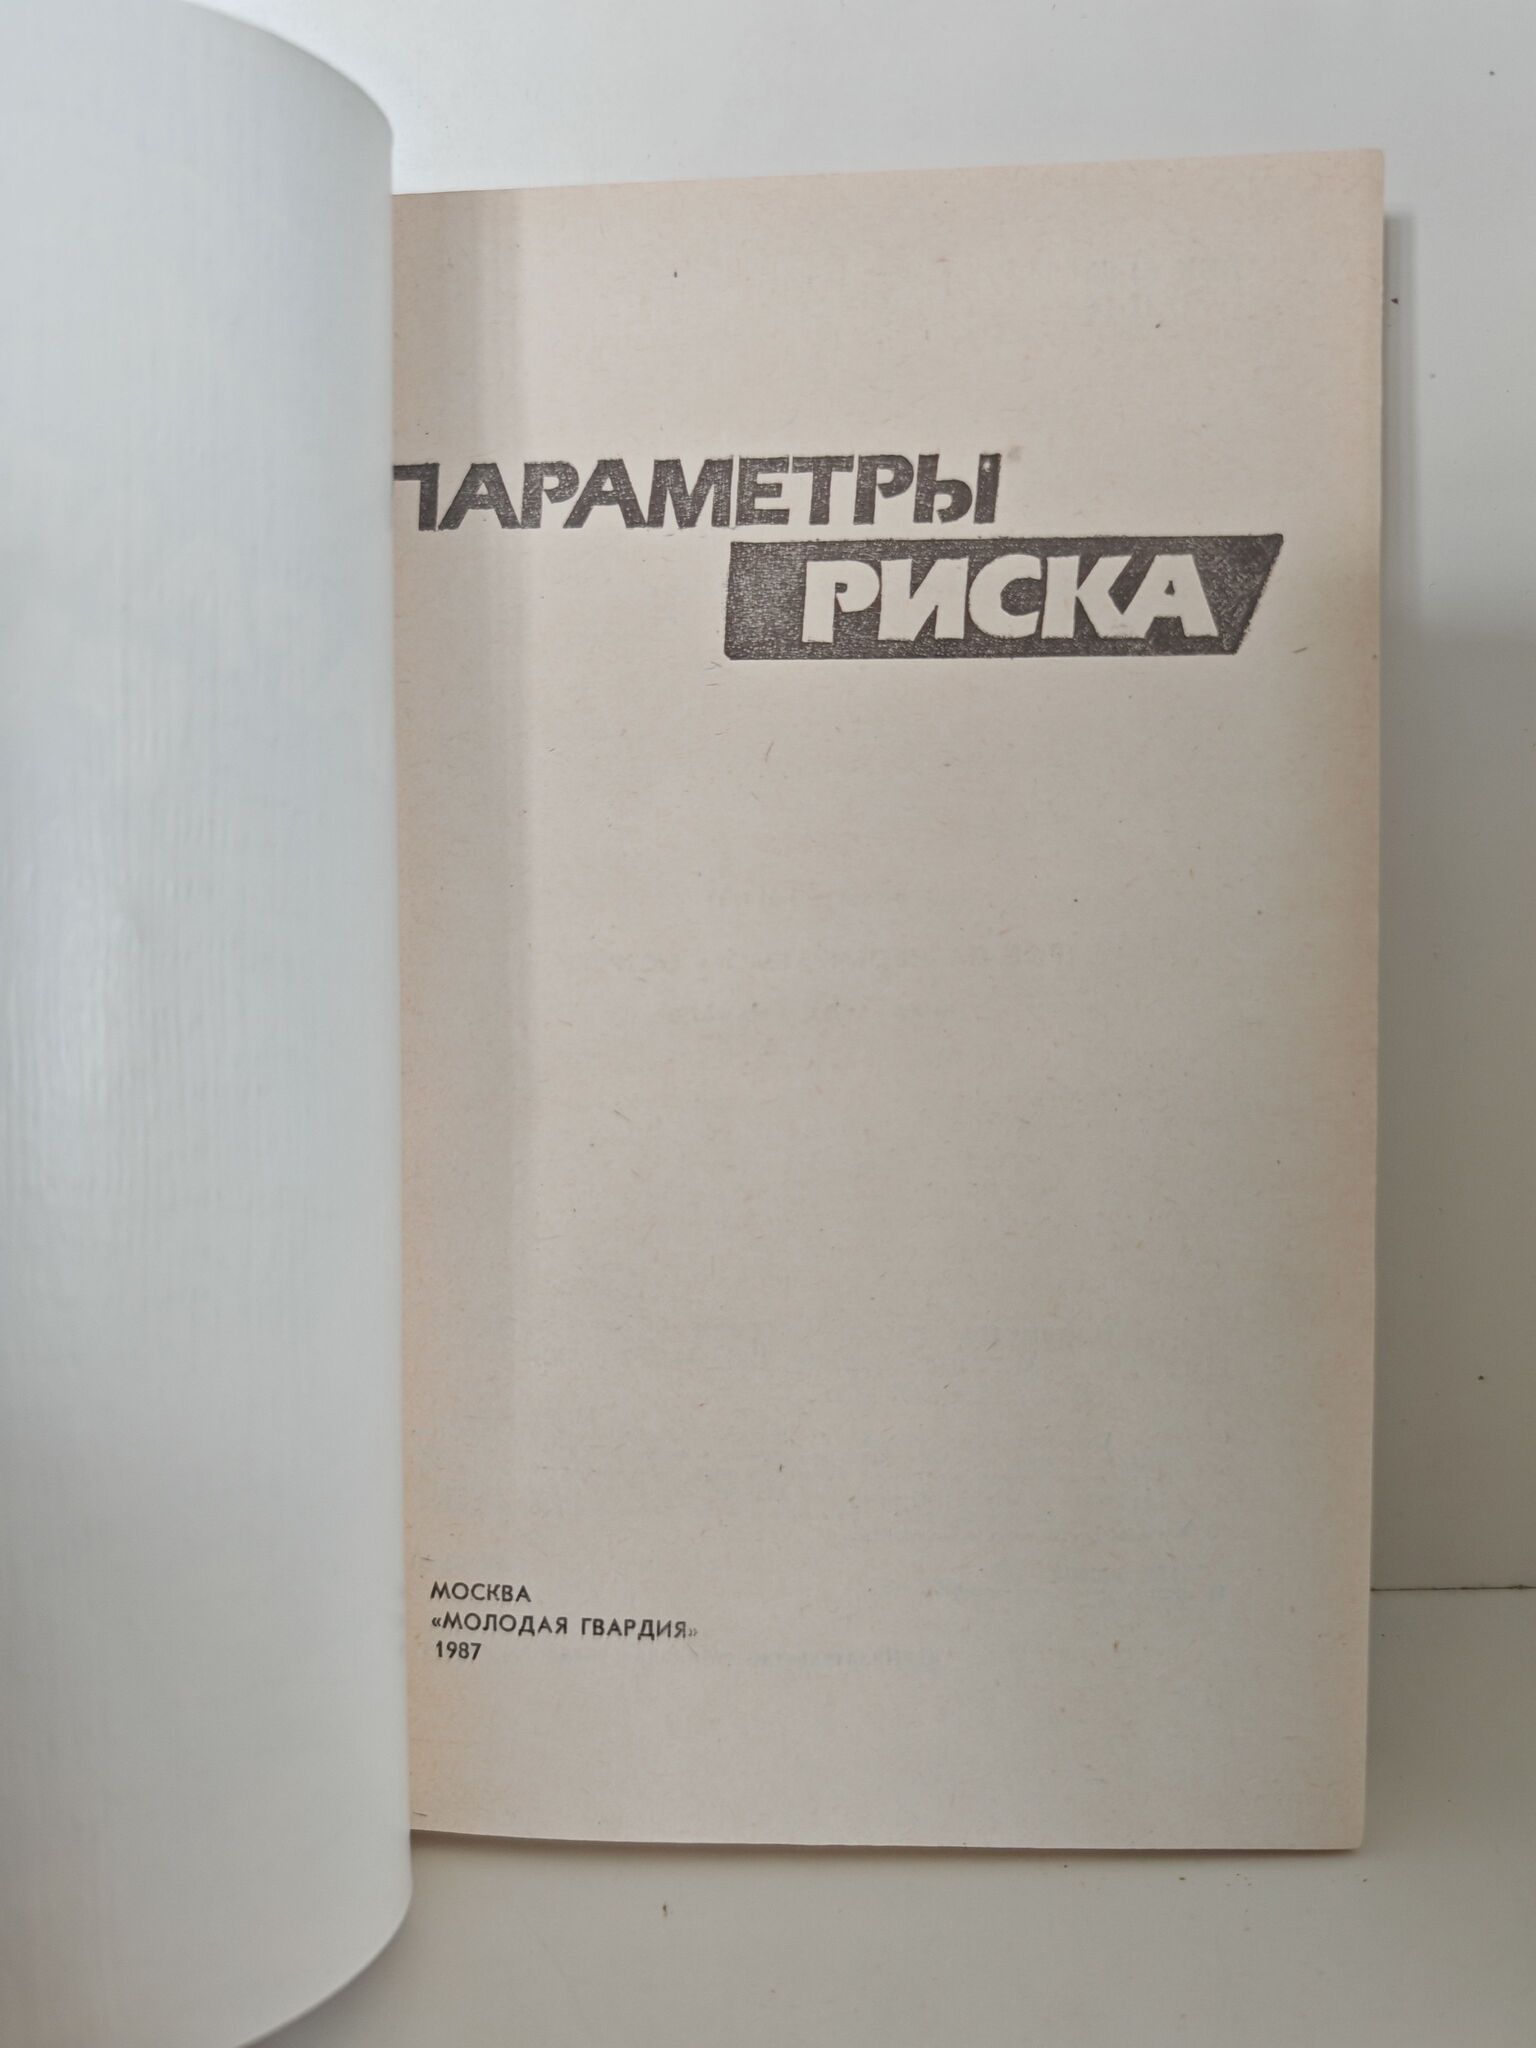 ПАРАМЕТРЫ
РИСКА
МОСКВА
«МОЛОДАЯ ГВАРДИЯ»
1987